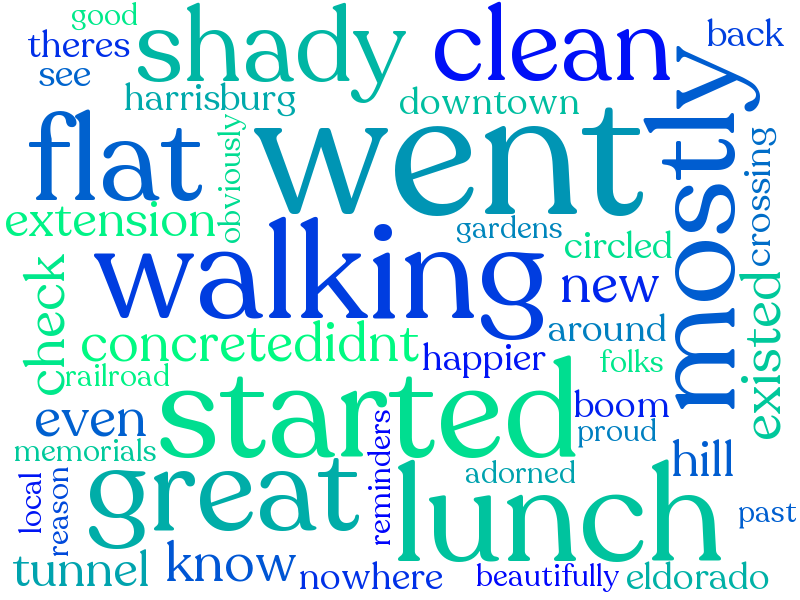 good
theres
see
shady
clean
back
harrisburg
downtown
flat
obviously
went
mostly
crossing
extension
gardens
circled
walking
new
check
concrete
didnt
around
existed
happier
folks
railroad
started
boom
even
proud
memorials
reminders
hill
great
lunch
adorned
local
reason
past
tunnel
know
nowhere
beautifully
eldorado